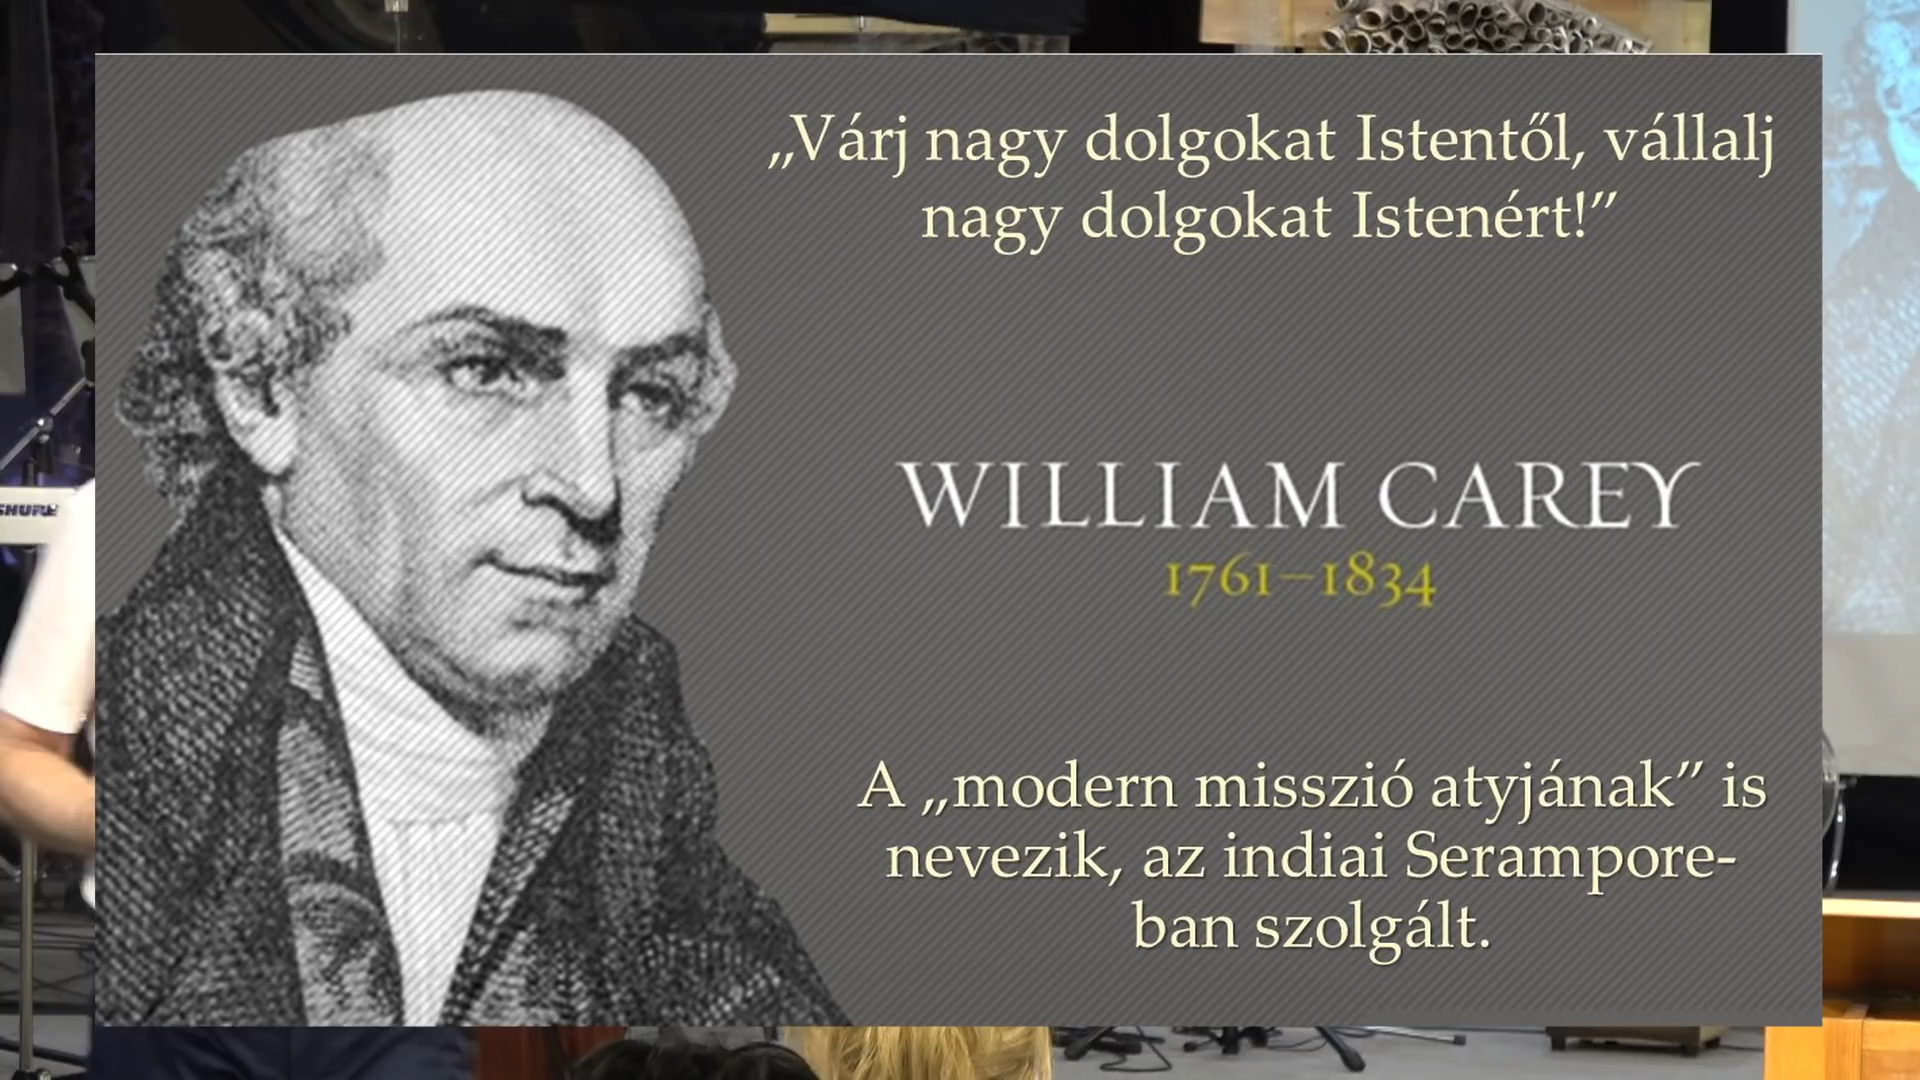 „Várj nagy dolgokat Istentől, vállalj
nagy dolgokat Istenért!”
WILLIAM CAREY
1761–1834
A „modern misszió atyjának” is
nevezik, az indiai Serampore-
ban szolgált.
SHURE